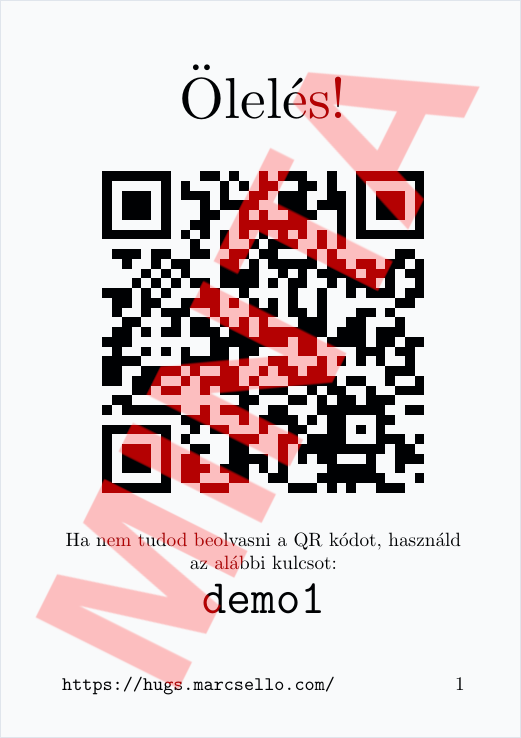 Ölelés!
MINTA
Ha nem tudod beolvasni a QR kódot, használd
az alábbi kulcsot:
demo1
https://hugs.marcsello.com/ 1